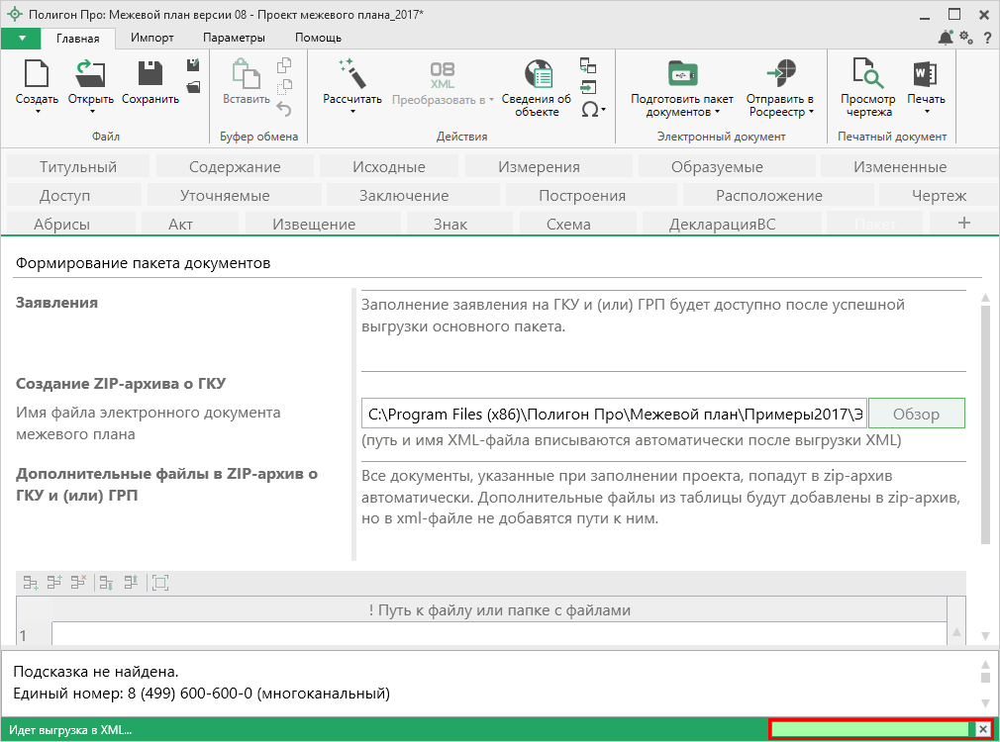 Полигон Про: Межевой план версии 08 - Проект межевого плана_2017*
Главная Импорт Параметры Помощь
?
08
XML
W
Создать Открыть Сохранить Вставить Рассчитать Преобразовать в Сведения об объекте Ω Подготовить пакет документов Отправить в Росреестр Просмотр чертежа Печать
Файл Буфер обмена Действия Электронный документ Печатный документ
Титульный Содержание Исходные Измерения Образуемые Измененные
Доступ Уточняемые Заключение Построения Расположение Чертеж
Абрисы Акт Извещение Знак Схема ДекларацияВС Пакет +
Формирование пакета документов
Заявления
Заполнение заявления на ГКУ и (или) ГРП будет доступно после успешной
выгрузки основного пакета.
Создание ZIP-архива о ГКУ
Имя файла электронного документа
межевого плана
C:\Program Files (x86)\Полигон Про\Межевой план\Примеры2017\Э Обзор
(путь и имя XML-файла вписываются автоматически после выгрузки XML)
Дополнительные файлы в ZIP-архив о
ГКУ и (или) ГРП
Все документы, указанные при заполнении проекта, попадут в zip-архив
автоматически. Дополнительные файлы из таблицы будут добавлены в zip-архив,
но в xml-файле не добавятся пути к ним.
! Путь к файлу или папке с файлами
1
Подсказка не найдена.
Единый номер: 8 (499) 600-600-0 (многоканальный)
Идет выгрузка в XML...